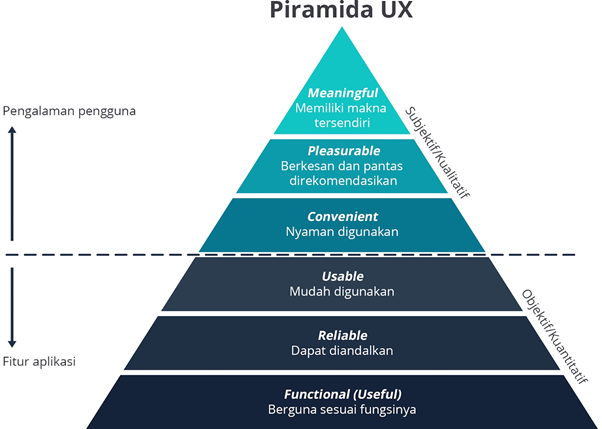 Piramida UX
Meaningful
Memiliki makna
tersendiri
Pengalaman pengguna
Subjektif/Kualitatif
Pleasurable
Berkesan dan pantas
direkomendasikan
Convenient
Nyaman digunakan
Usable
Mudah digunakan
Objektif/Kuantitatif
Reliable
Dapat diandalkan
Fitur aplikasi
Functional (Useful)
Berguna sesuai fungsinya